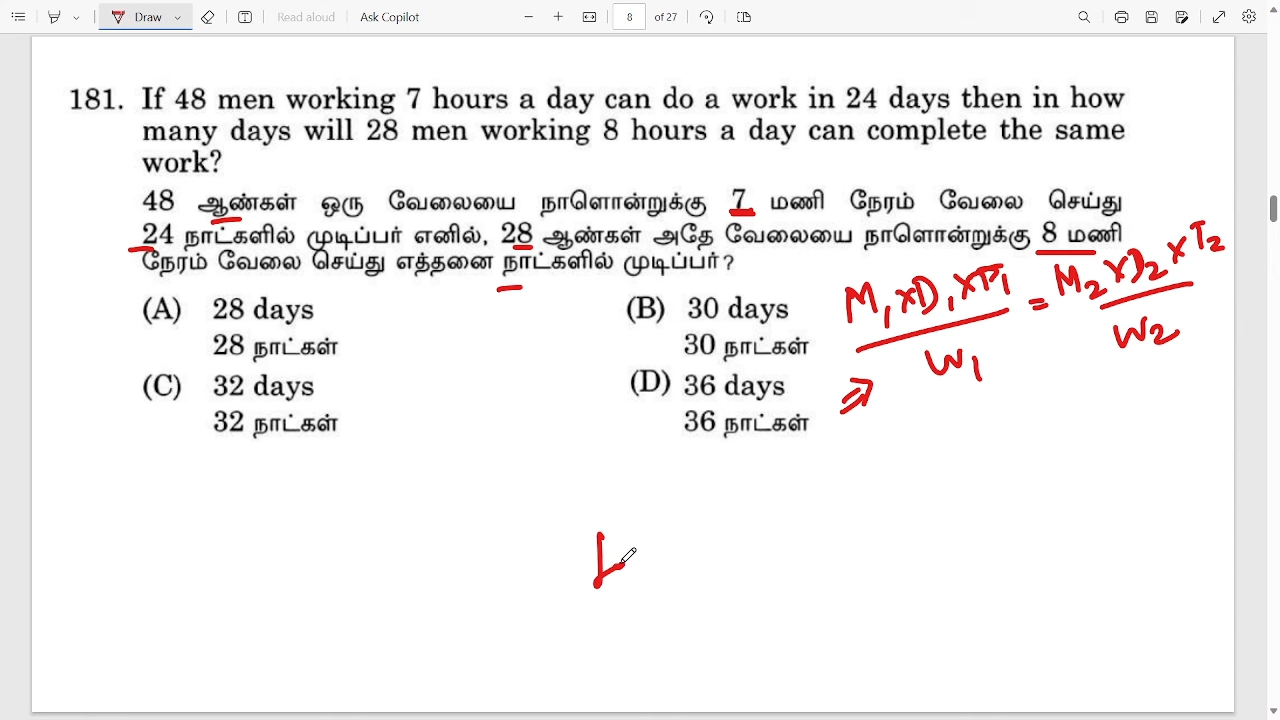 Draw
Read aloud
Ask Copilot
8
of 27
181. If 48 men working 7 hours a day can do a work in 24 days then in how
many days will 28 men working 8 hours a day can complete the same
work?
48 ஆண்கள் ஒரு வேலையை நாளொன்றுக்கு 7 மணி நேரம் வேலை செய்து
24 நாட்களில் முடிப்பர் எனில், 28 ஆண்கள் அதே வேலையை நாளொன்றுக்கு 8 மணி
நேரம் வேலை செய்து எத்தனை நாட்களில் முடிப்பர்?
(A) 28 days
28 நாட்கள்
(B) 30 days
30 நாட்கள்
(C) 32 days
32 நாட்கள்
(D) 36 days
36 நாட்கள்
M₁×D₁×T₁ = M₂×D₂×T₂
W₁ W₂
⇒